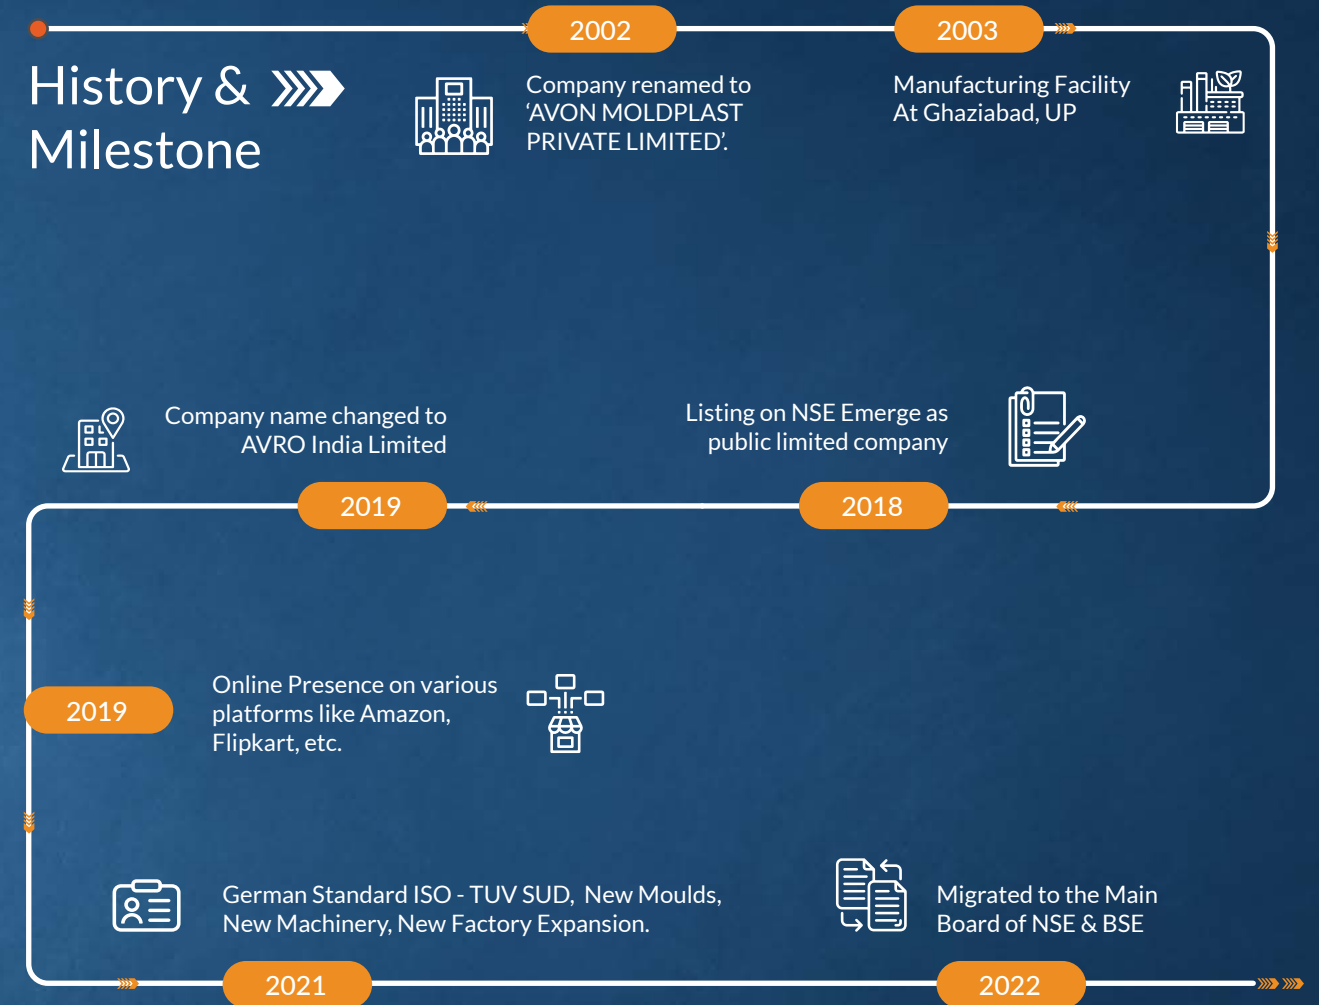 History &
Milestone
2002
Company renamed to
‘AVON MOLDPLAST
PRIVATE LIMITED’.
2003
Manufacturing Facility
At Ghaziabad, UP
Listing on NSE Emerge as
public limited company
2018
Company name changed to
AVRO India Limited
2019
2019
Online Presence on various
platforms like Amazon,
Flipkart, etc.
German Standard ISO - TUV SUD, New Moulds,
New Machinery, New Factory Expansion.
2021
Migrated to the Main
Board of NSE & BSE
2022